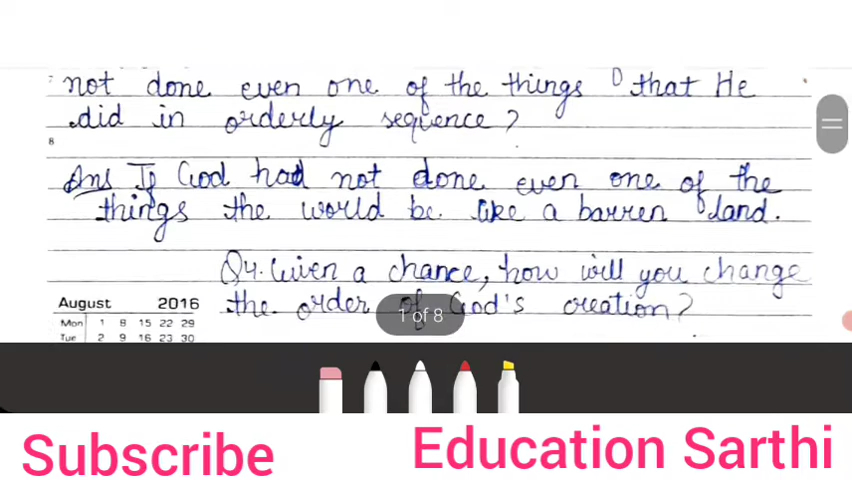 not done even one of the things that He
did in orderly sequence?
8
Ans If God had not done even one of the
things the world be like a barren land.
Q4. Given a chance, how will you change
the order of God's creation?
August 2016
Mon 1 8 15 22 29
Tue 2 9 16 23 30
1 of 8
Subscribe Education Sarthi